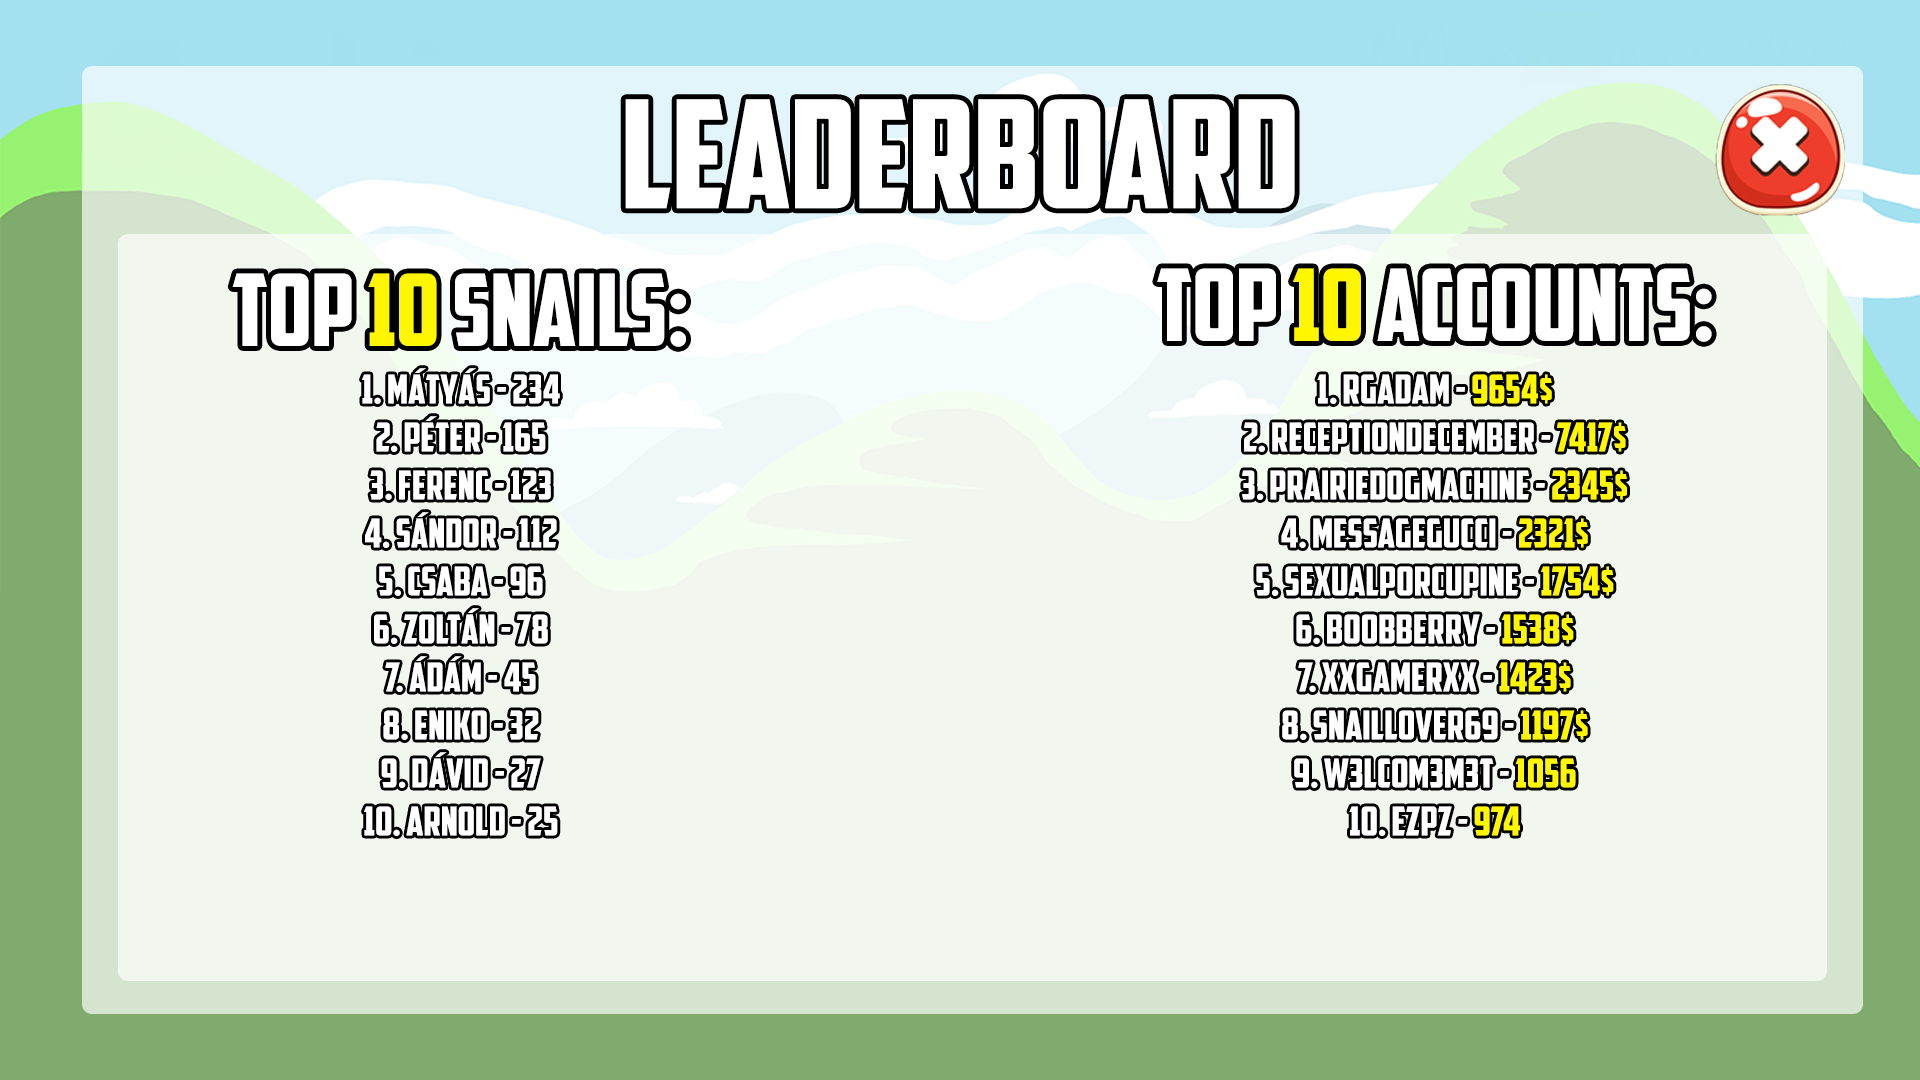 LEADERBOARD
TOP 10 SNAILS:
1. MÁTYÁS - 234
2. PÉTER - 165
3. FERENC - 123
4. SÁNDOR - 112
5. CSABA - 96
6. ZOLTÁN - 78
7. ÁDÁM - 45
8. ENIKO - 32
9. DÁVID - 27
10. ARNOLD - 25
TOP 10 ACCOUNTS:
1. RGADAM - 9654$
2. RECEPTIONDECEMBER - 7417$
3. PRAIRIEDOGMACHINE - 2345$
4. MESSAGEGUCCI - 2321$
5. SEXUALPORCUPINE - 1754$
6. BOOBBERRY - 1538$
7. XXGAMERXX - 1423$
8. SNAILLOVER69 - 1197$
9. W3LCOM3M3T - 1056
10. EZPZ - 974